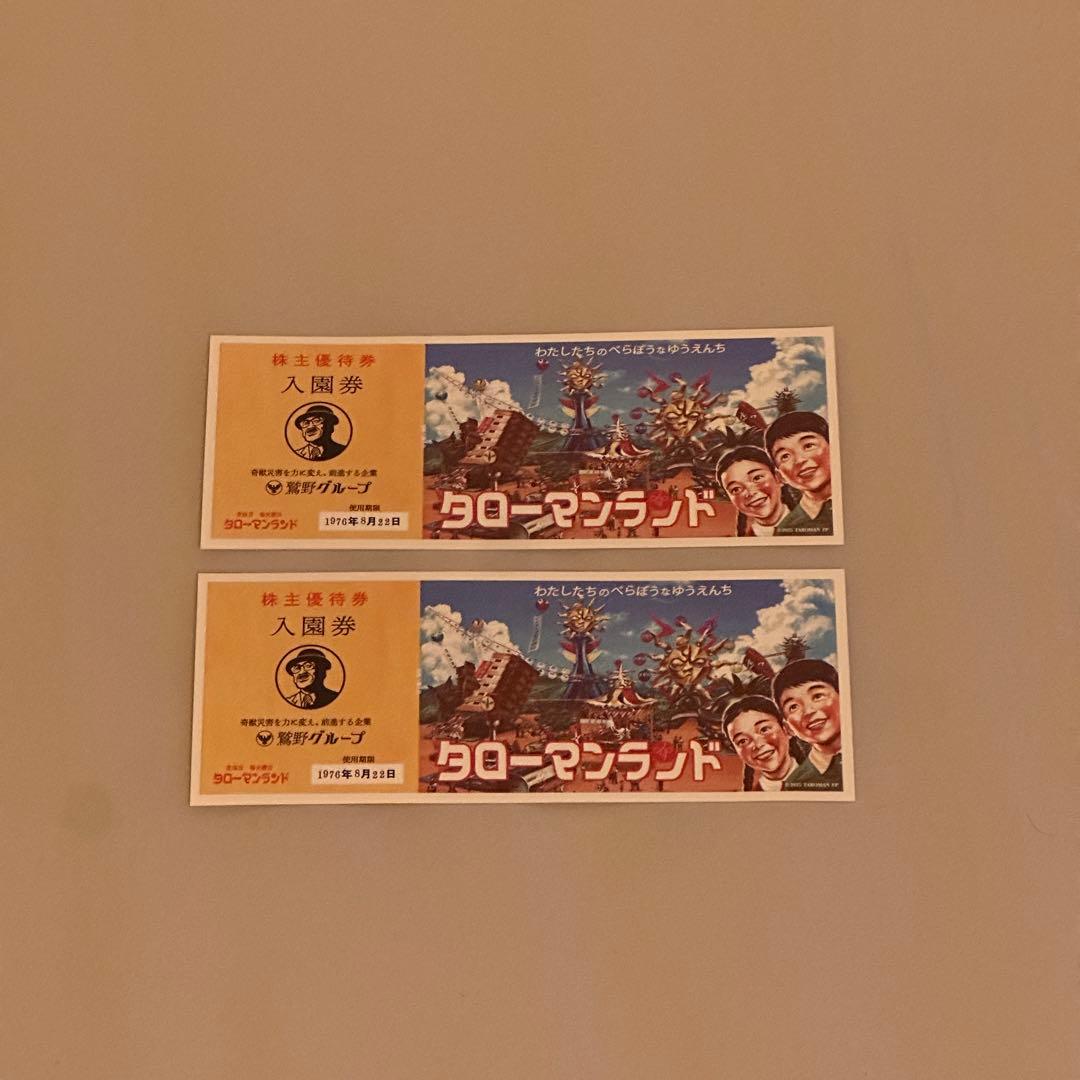 株主優待券
入園券
奇獣災害を力に変え、前進する企業
鷲野グループ
タローマンランド
使用期限
1976年8月22日
わたしたちのべらぼうなゆうえんち
タローマンランド
©2025 TAROMAN FP
株主優待券
入園券
奇獣災害を力に変え、前進する企業
鷲野グループ
タローマンランド
使用期限
1976年8月22日
わたしたちのべらぼうなゆうえんち
タローマンランド
©2025 TAROMAN FP